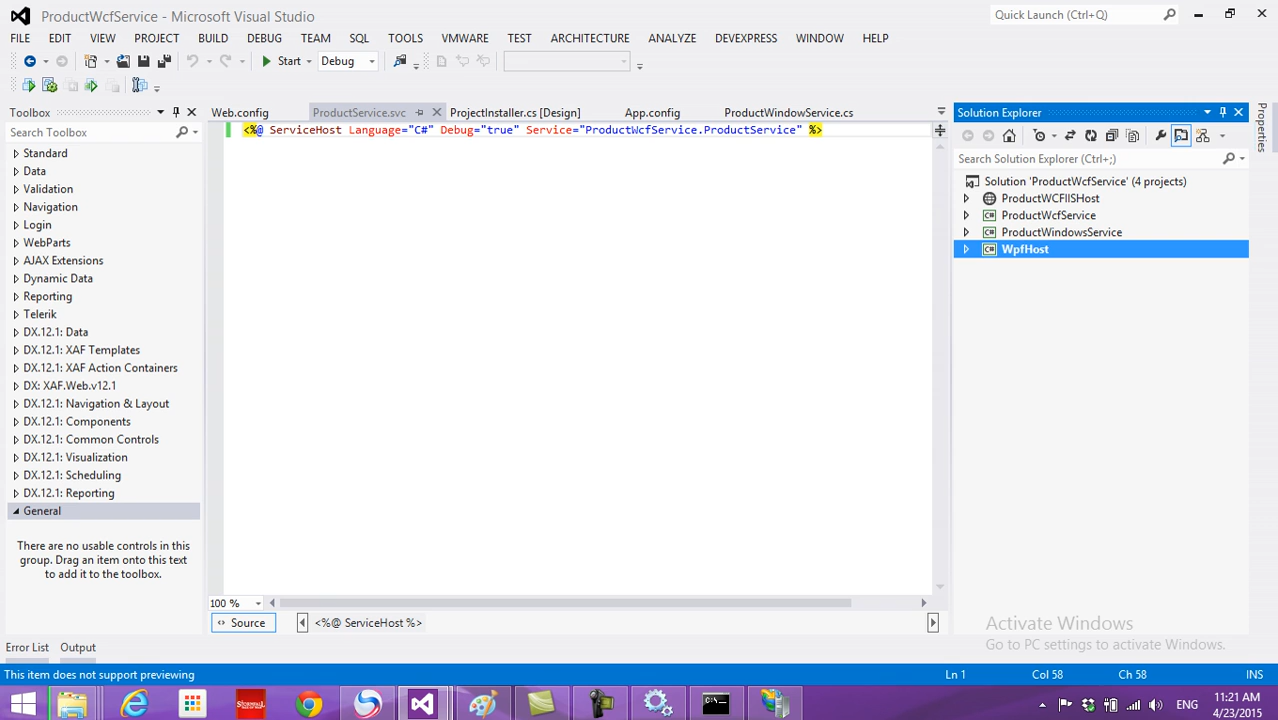 ProductWcfService - Microsoft Visual Studio
Quick Launch (Ctrl+Q)
FILE EDIT VIEW PROJECT BUILD DEBUG TEAM SQL TOOLS VMWARE TEST ARCHITECTURE ANALYZE DEVEXPRESS WINDOW HELP
Start Debug
Toolbox
Search Toolbox
Standard
Data
Validation
Navigation
Login
WebParts
AJAX Extensions
Dynamic Data
Reporting
Telerik
DX.12.1: Data
DX.12.1: XAF Templates
DX.12.1: XAF Action Containers
DX: XAF.Web.v12.1
DX.12.1: Navigation & Layout
DX.12.1: Components
DX.12.1: Common Controls
DX.12.1: Visualization
DX.12.1: Scheduling
DX.12.1: Reporting
General
There are no usable controls in this
group. Drag an item onto this text
to add it to the toolbox.
Web.config ProductService.svc ProjectInstaller.cs [Design] App.config ProductWindowService.cs
<%@ ServiceHost Language="C#" Debug="true" Service="ProductWcfService.ProductService" %>
100 %
Source <%@ ServiceHost %>
Solution Explorer
Search Solution Explorer (Ctrl+;)
Solution 'ProductWcfService' (4 projects)
ProductWCFIISHost
C# ProductWcfService
C# ProductWindowsService
C# WpfHost
Properties
Activate Windows
Go to PC settings to activate Windows.
Error List Output
This item does not support previewing Ln 1 Col 58 Ch 58 INS
ENG
11:21 AM
4/23/2015